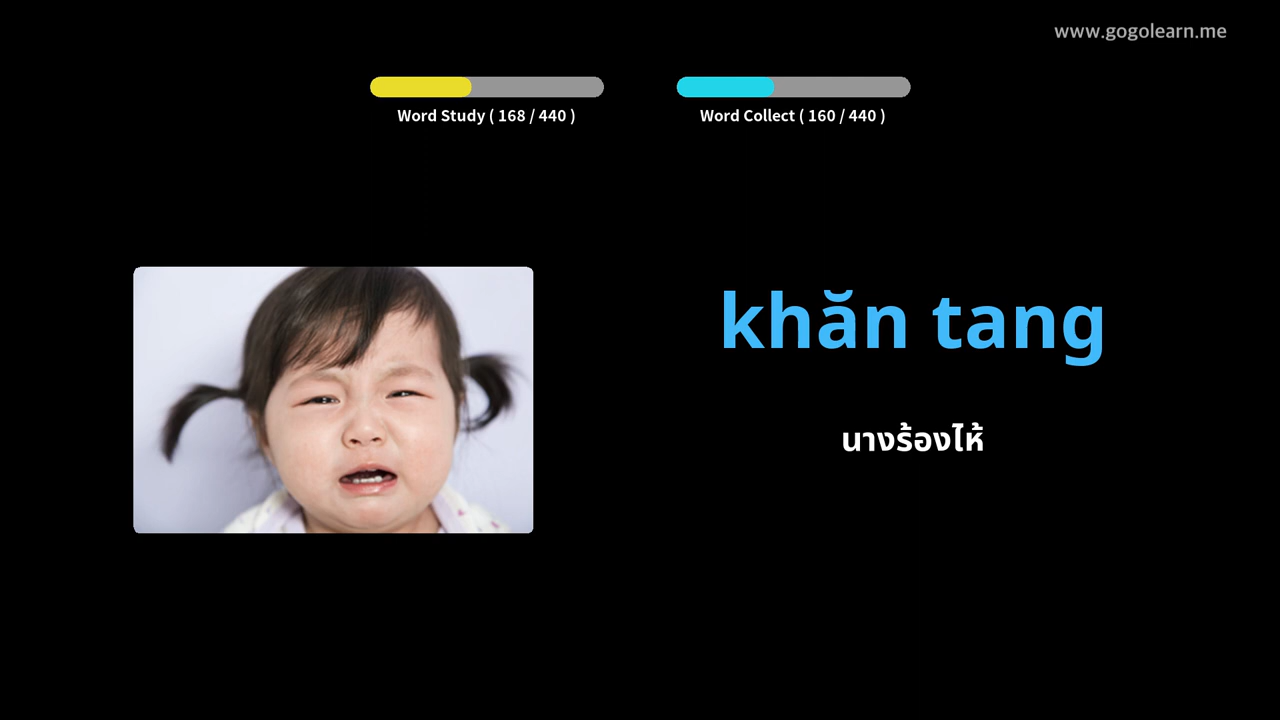 www.gogolearn.me
Word Study ( 168 / 440 )
Word Collect ( 160 / 440 )
khăn tang
นางร้องไห้